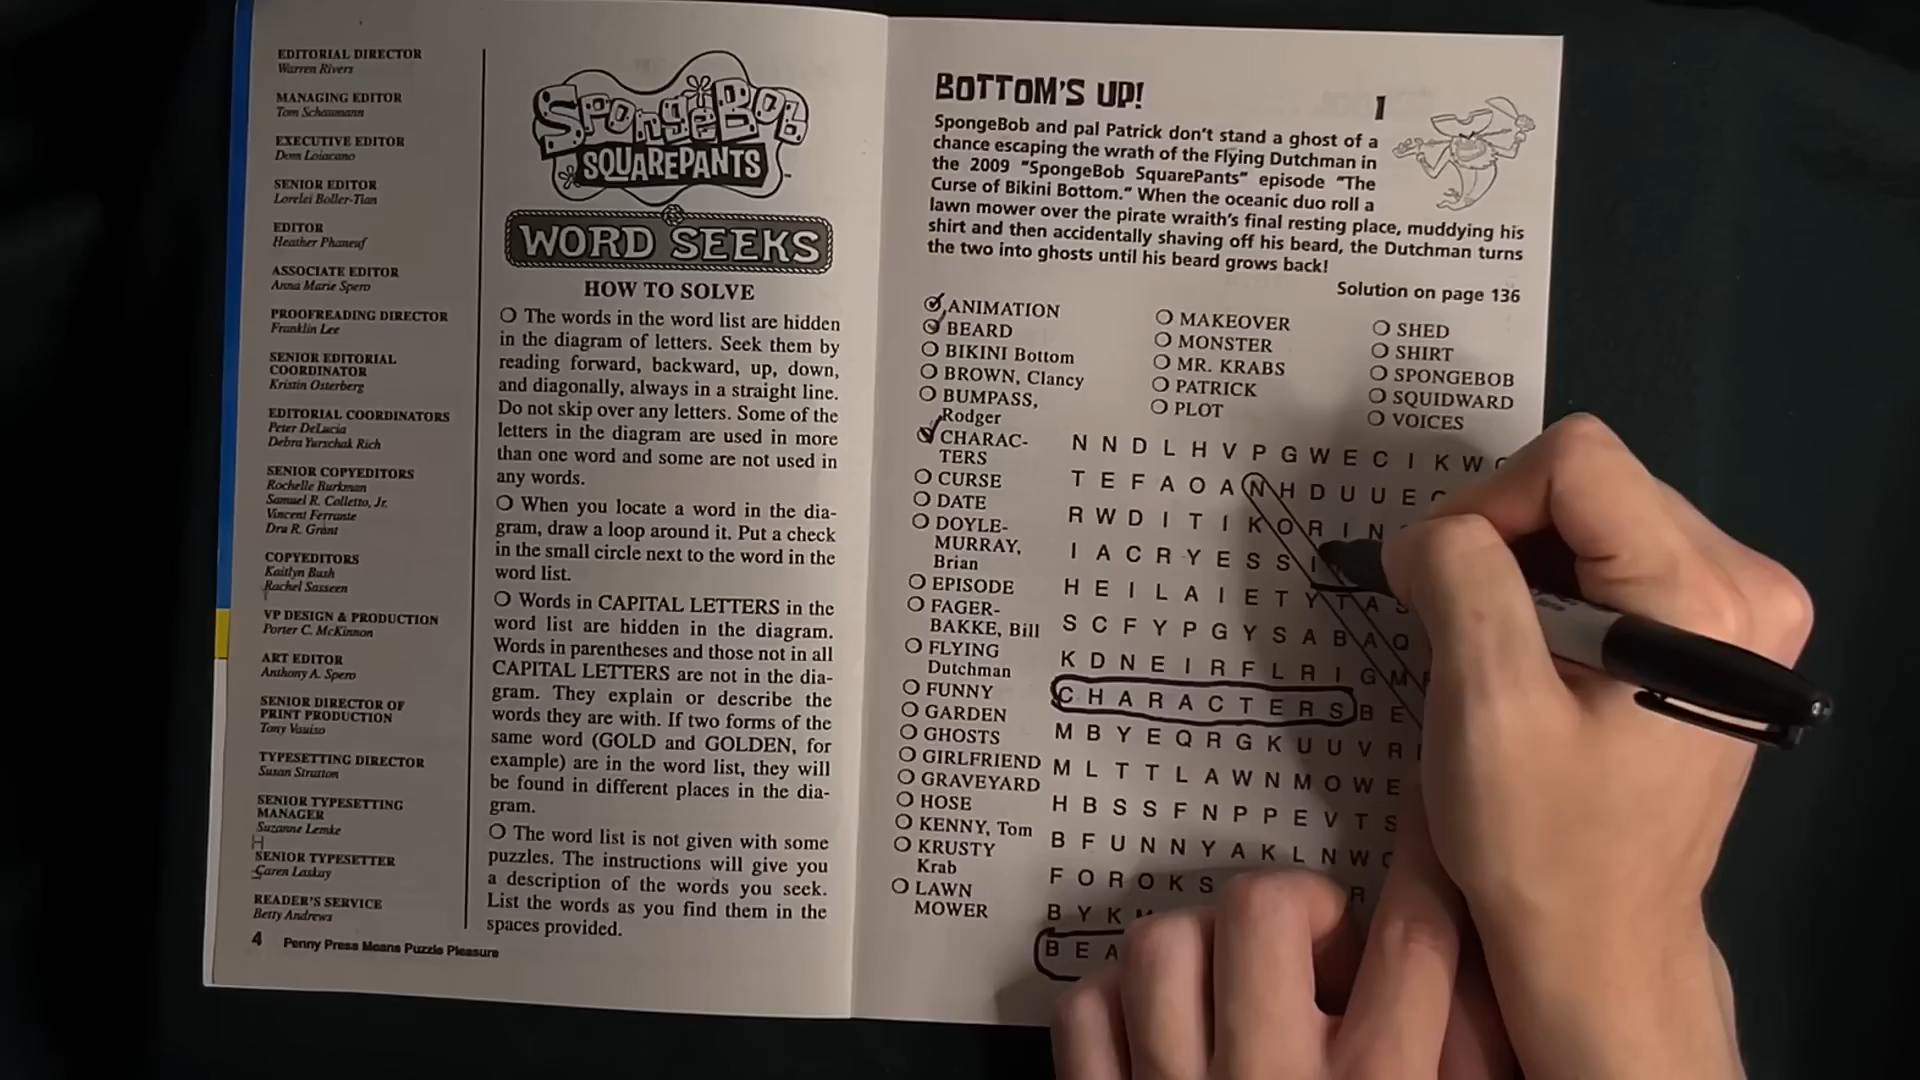 EDITORIAL DIRECTOR
Warren Rivers
MANAGING EDITOR
Tom Schaumann
EXECUTIVE EDITOR
Dom Loiacano
SENIOR EDITOR
Lorelei Boller-Tian
EDITOR
Heather Phaneuf
ASSOCIATE EDITOR
Anna Marie Spero
PROOFREADING DIRECTOR
Franklin Lee
SENIOR EDITORIAL
COORDINATOR
Kristin Osterberg
EDITORIAL COORDINATORS
Peter DeLucia
Debra Yurschak Rich
SENIOR COPYEDITORS
Rochelle Burkman
Samuel R. Colletto, Jr.
Vincent Ferrante
Dru R. Grant
COPYEDITORS
Kaitlyn Bush
Rachel Sasseen
VP DESIGN & PRODUCTION
Porter C. McKinnon
ART EDITOR
Anthony A. Spero
SENIOR DIRECTOR OF
PRINT PRODUCTION
Tony Vauiso
TYPESETTING DIRECTOR
Susan Stratton
SENIOR TYPESETTING
MANAGER
Suzanne Lemke
SENIOR TYPESETTER
Caren Laskay
READER'S SERVICE
Betty Andrews
4 Penny Press Means Puzzle Pleasure
SPONGEBOB
SQUAREPANTS
WORD SEEKS
HOW TO SOLVE
The words in the word list are hidden
in the diagram of letters. Seek them by
reading forward, backward, up, down,
and diagonally, always in a straight line.
Do not skip over any letters. Some of the
letters in the diagram are used in more
than one word and some are not used in
any words.
When you locate a word in the dia-
gram, draw a loop around it. Put a check
in the small circle next to the word in the
word list.
Words in CAPITAL LETTERS in the
word list are hidden in the diagram.
Words in parentheses and those not in all
CAPITAL LETTERS are not in the dia-
gram. They explain or describe the
words they are with. If two forms of the
same word (GOLD and GOLDEN, for
example) are in the word list, they will
be found in different places in the dia-
gram.
The word list is not given with some
puzzles. The instructions will give you
a description of the words you seek.
List the words as you find them in the
spaces provided.
BOTTOM'S UP!
1
SpongeBob and pal Patrick don't stand a ghost of a
chance escaping the wrath of the Flying Dutchman in
the 2009 "SpongeBob SquarePants" episode "The
Curse of Bikini Bottom." When the oceanic duo roll a
lawn mower over the pirate wraith's final resting place, muddying his
shirt and then accidentally shaving off his beard, the Dutchman turns
the two into ghosts until his beard grows back!
Solution on page 136
ANIMATION
BEARD
BIKINI Bottom
BROWN, Clancy
BUMPASS,
Rodger
CHARAC-
TERS
CURSE
DATE
DOYLE-
MURRAY,
Brian
EPISODE
FAGER-
BAKKE, Bill
FLYING
Dutchman
FUNNY
GARDEN
GHOSTS
GIRLFRIEND
GRAVEYARD
HOSE
KENNY, Tom
KRUSTY
Krab
LAWN
MOWER
MAKEOVER
MONSTER
MR. KRABS
PATRICK
PLOT
SHED
SHIRT
SPONGEBOB
SQUIDWARD
VOICES
N N D L H V P G W E C I K W
T E F A O A N H D U U E
R W D I T I K O R I N
I A C R Y E S S I
H E I L A I E T Y T A S
S C F Y P G Y S A B A O
K D N E I R F L R I G M
C H A R A C T E R S B E
M B Y E Q R G K U U V R
M L T T L A W N M O W E
H B S S F N P P E V T S
B F U N N Y A K L N W
F O R O K S R
B Y K
B E A